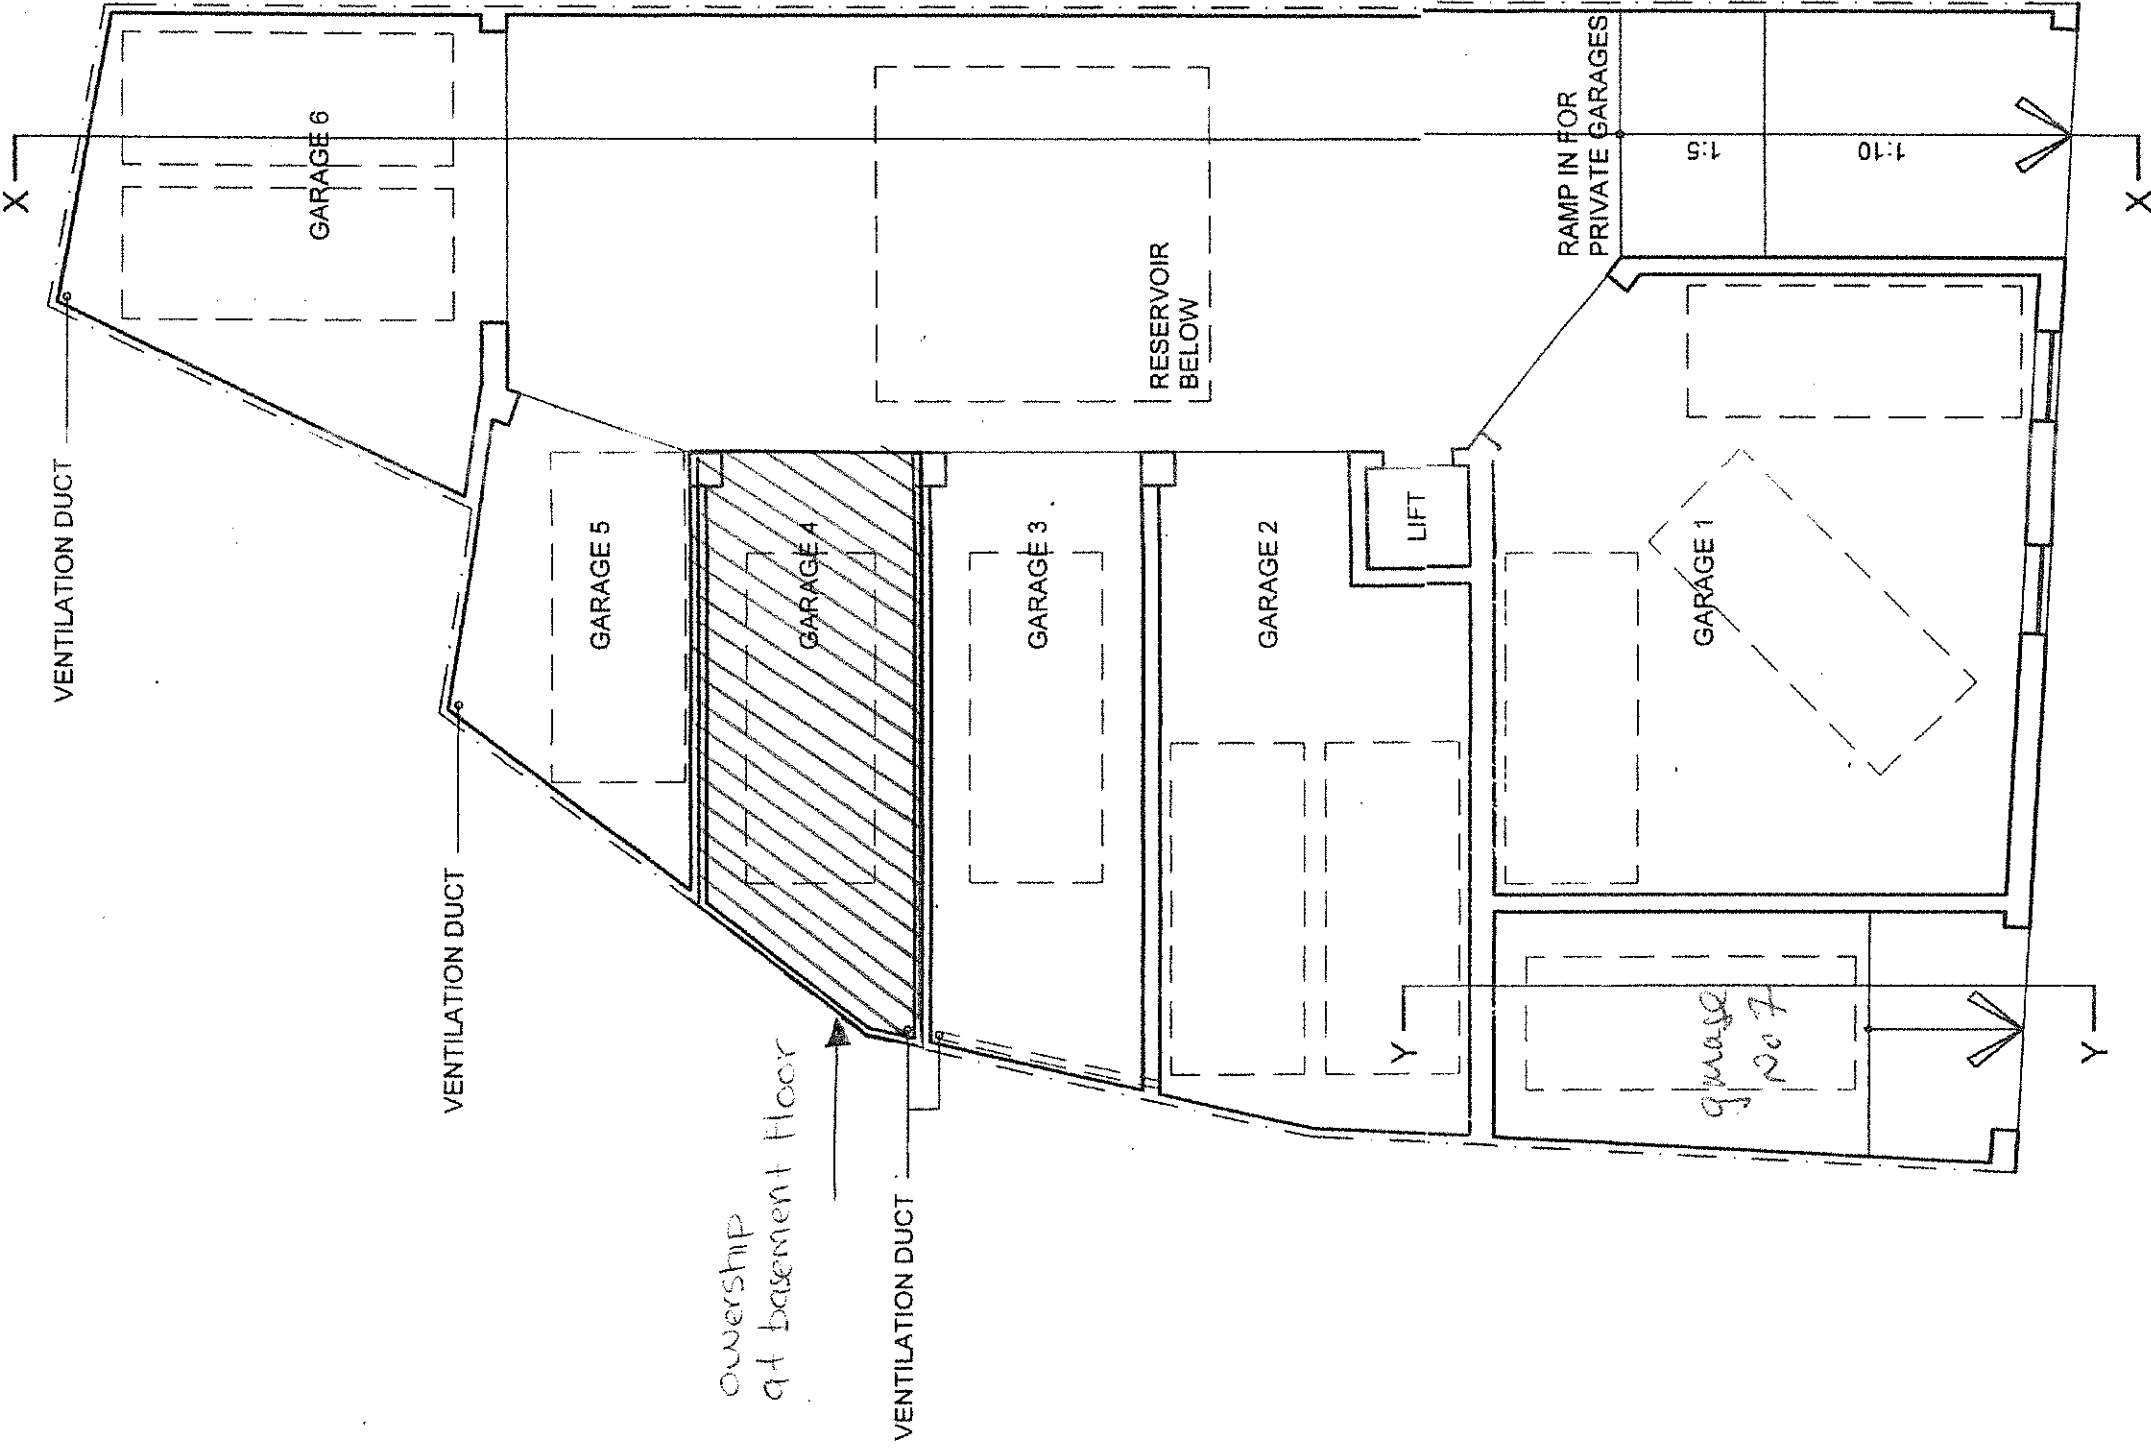 X
VENTILATION DUCT
GARAGE 6
VENTILATION DUCT
GARAGE 5
GARAGE 4
ownership
at basement Floor
VENTILATION DUCT
GARAGE 3
RESERVOIR
BELOW
GARAGE 2
LIFT
RAMP IN FOR
PRIVATE GARAGES
1:5
1:10
GARAGE 1
Y
garage
No 7
Y
X